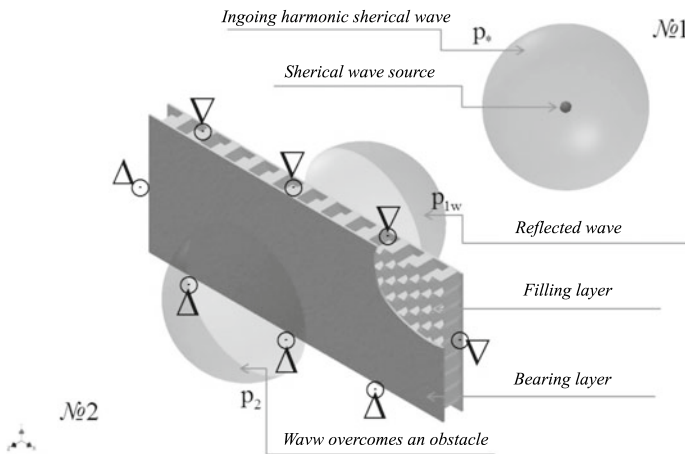 Ingoing harmonic sherical wave
p*
№1
Sherical wave source
p1w
Reflected wave
Filling layer
Bearing layer
p2
№2
Wavw overcomes an obstacle